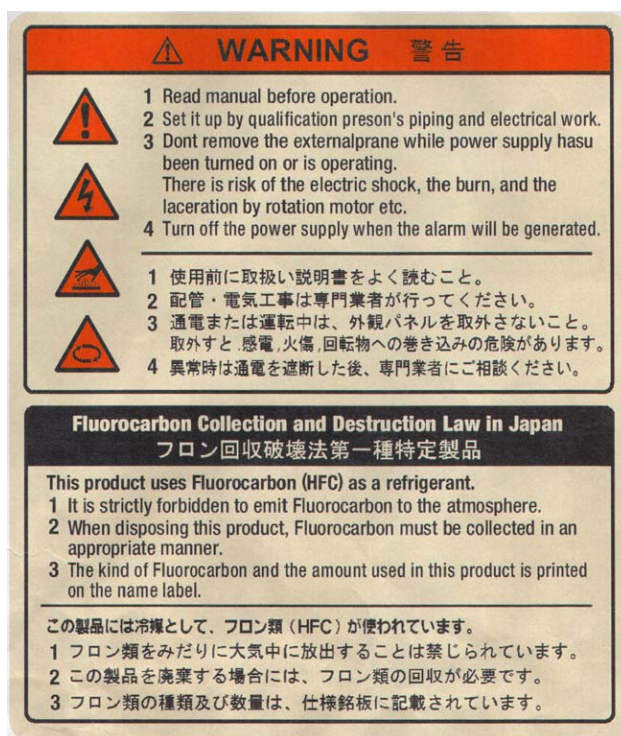 WARNING 警告
1 Read manual before operation.
2 Set it up by qualification preson's piping and electrical work.
3 Dont remove the externalprane while power supply hasu
been turned on or is operating.
There is risk of the electric shock, the burn, and the
laceration by rotation motor etc.
4 Turn off the power supply when the alarm will be generated.
1 使用前に取扱い説明書をよく読むこと。
2 配管・電気工事は専門業者が行ってください。
3 通電または運転中は、外観パネルを取外さないこと。
取外すと.感電,火傷,回転物への巻き込みの危険があります。
4 異常時は通電を遮断した後、専門業者にご相談ください。
Fluorocarbon Collection and Destruction Law in Japan
フロン回収破壊法第一種特定製品
This product uses Fluorocarbon (HFC) as a refrigerant.
1 It is strictly forbidden to emit Fluorocarbon to the atmosphere.
2 When disposing this product, Fluorocarbon must be collected in an
appropriate manner.
3 The kind of Fluorocarbon and the amount used in this product is printed
on the name label.
この製品には冷媒として、フロン類（HFC）が使われています。
1 フロン類をみだりに大気中に放出することは禁じられています。
2 この製品を廃棄する場合には、フロン類の回収が必要です。
3 フロン類の種類及び数量は、仕様銘板に記載されています。